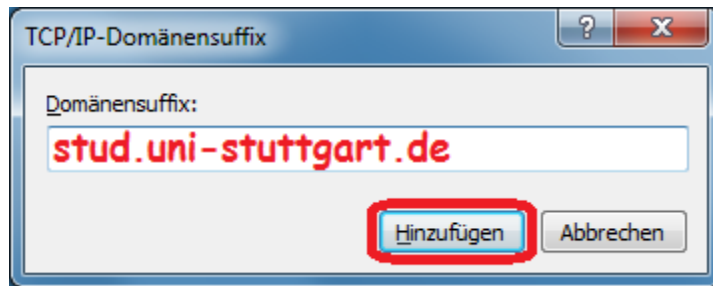 TCP/IP-Domänensuffix
Domänensuffix:
stud.uni-stuttgart.de
Hinzufügen Abbrechen